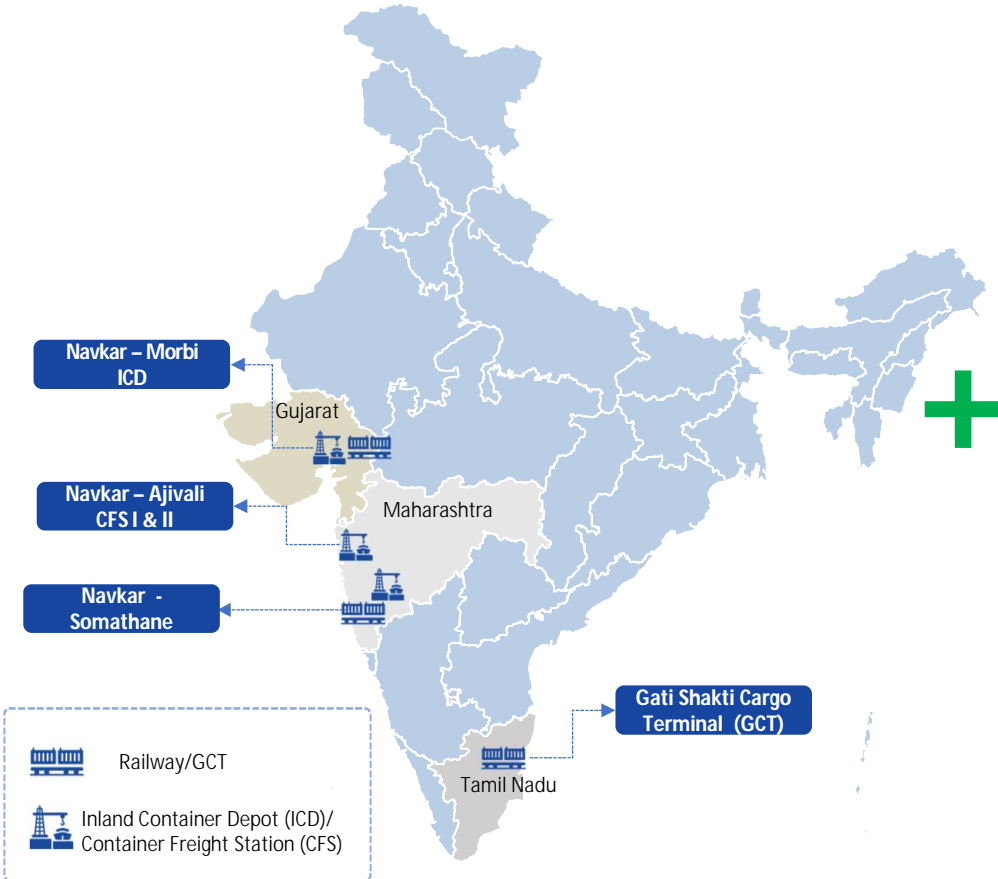 Navkar – Morbi
ICD
Gujarat
Navkar – Ajivali
CFS I & II
Maharashtra
Navkar -
Somathane
Gati Shakti Cargo
Terminal (GCT)
Tamil Nadu
Railway/GCT
Inland Container Depot (ICD)/
Container Freight Station (CFS)